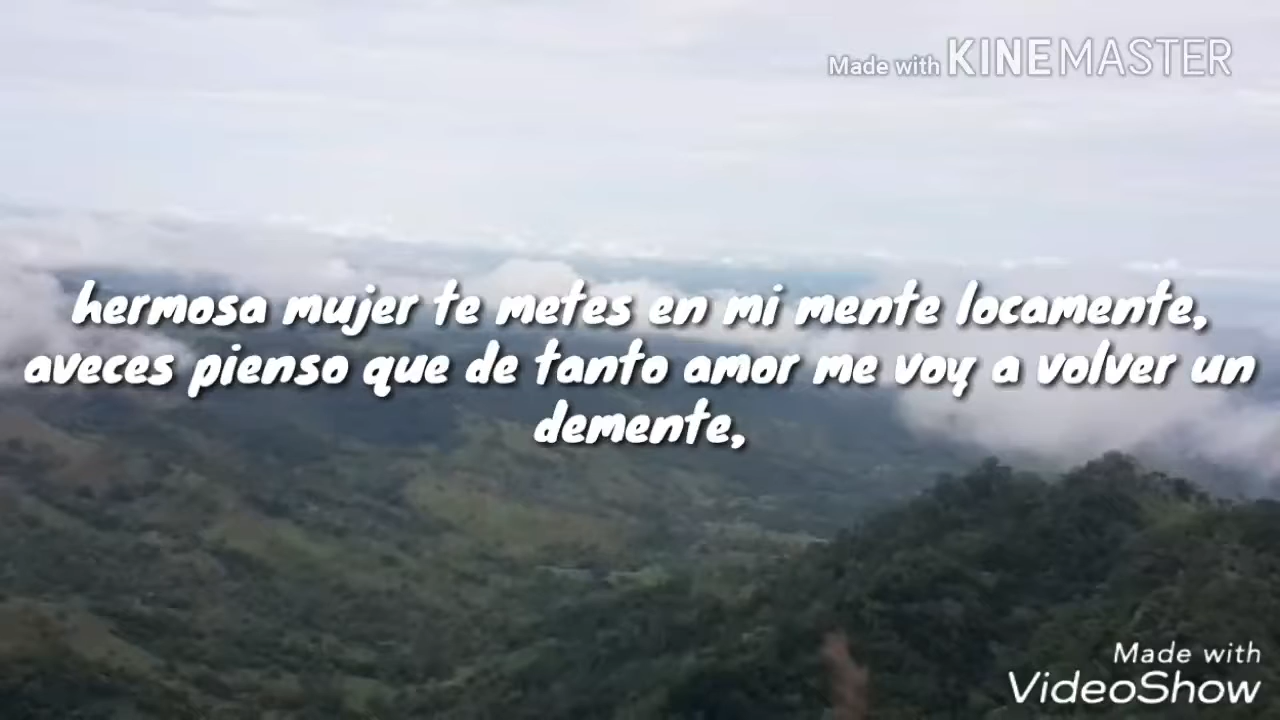 Made with KINEMASTER
hermosa mujer te metes en mi mente locamente,
aveces pienso que de tanto amor me voy a volver un
demente,
Made with
VideoShow